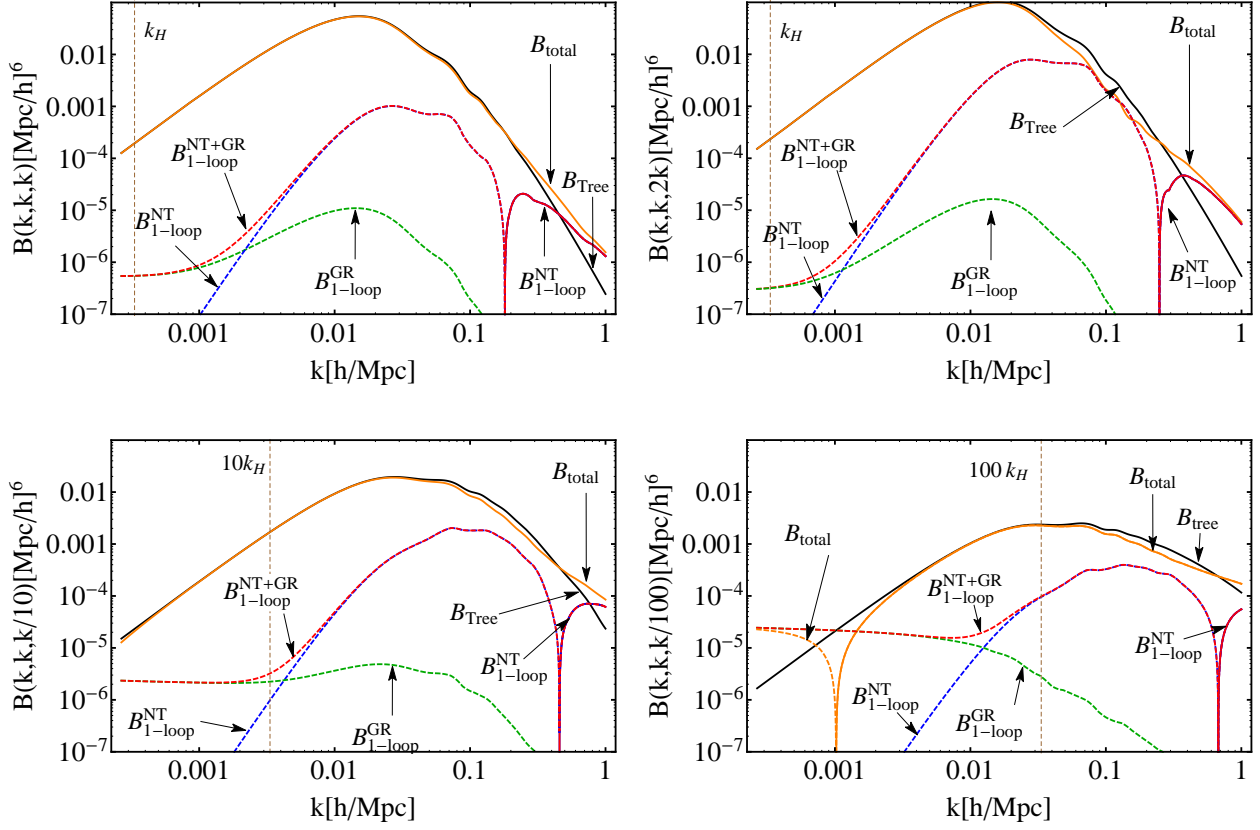 B(k,k,k)[Mpc/h]^6
0.01
0.001
10^-4
10^-5
10^-6
10^-7
k_H
B_total
B^NT+GR_1−loop
B_Tree
B^NT_1−loop
B^GR_1−loop
B^NT_1−loop
0.001 0.01 0.1 1
k[h/Mpc]
B(k,k,2k)[Mpc/h]^6
0.01
0.001
10^-4
10^-5
10^-6
10^-7
k_H
B_total
B_Tree
B^NT+GR_1−loop
B^NT_1−loop
B^GR_1−loop
B^NT_1−loop
0.001 0.01 0.1 1
k[h/Mpc]
B(k,k,k/10)[Mpc/h]^6
0.01
0.001
10^-4
10^-5
10^-6
10^-7
10k_H
B_total
B^NT+GR_1−loop
B_Tree
B^NT_1−loop
B^NT_1−loop
B^GR_1−loop
0.001 0.01 0.1 1
k[h/Mpc]
B(k,k,k/100)[Mpc/h]^6
0.01
0.001
10^-4
10^-5
10^-6
10^-7
100 k_H
B_total
B_tree
B_total
B^NT+GR_1−loop
B^NT_1−loop
B^NT_1−loop
B^GR_1−loop
0.001 0.01 0.1 1
k[h/Mpc]